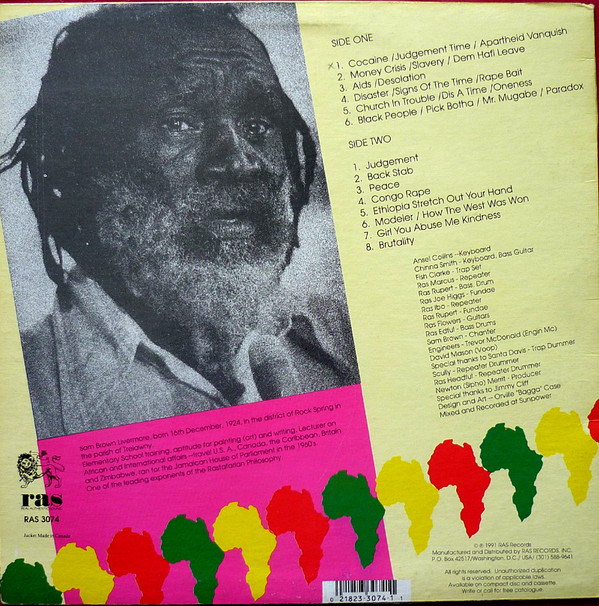 SIDE ONE
x1. Cocaine /Judgement Time / Apartheid Vanquish
2. Money Crisis /Slavery / Dem Hafi Leave
3. Aids /Desolation
4. Disaster /Signs Of The Time /Rape Bait
5. Church In Trouble /Dis A Time /Oneness
6. Black People / Pick Botha / Mr. Mugabe / Paradox
SIDE TWO
1. Judgement
2. Back Stab
3. Peace
4. Congo Rape
5. Ethiopia Stretch Out Your Hand
6. Modeler / How The West Was Won
7. Girl You Abuse Me Kindness
8. Brutality
Ansel Collins --Keyboard
Chinna Smith - Keyboard, Bass Guitar
Fish Clarke - Trap Set
Ras Marcus - Repeater
Ras Rupert - Bass, Drum
Ras Joe Higgs - Fundae
Ras Ibo - Repeater
Ras Rupert - Fundae
Ras Flowers - Guitars
Ras Edful - Bass Drums
Sam Brown - Chanter
Engineers - Trevor McDonald (Engin Mc)
David Mason (Voop)
Special thanks to Santa Davis - Trap Dummer
Scully - Repeater Drummer
Ras Headful - Repeater Drummer
Newton (Sipho) Merritt - Producer
Special thanks to Jimmy Cliff
Design and Art -- Orville "Bagga" Case
Mixed and Recorded at Sunpower
Sam Brown Livermore, born 16th December, 1924, in the district of Rock Spring in
the parish of Trelawny.
Elementary School training, aptitude for painting (art) and writing. Lecturer on
African and International affairs --travel U.S. A., Canada, the Caribbean, Britain
and Zimbabwe, ran for the Jamaican House of Parliament in the 1960's.
One of the leading exponents of the Rastafarian Philosophy.
ras
RAS 3074
Jacket Made in Canada
© ℗ 1991 RAS Records
Manufactured and Distributed by RAS RECORDS, INC.
P.O. Box 42517/Washington, D.C./ USA/ (301) 588-9641
All rights reserved. Unauthorized duplication
is a violation of applicable laws.
Available on compact disc and cassette.
Write or call for free catalogue.
0 21823-3074-1 1